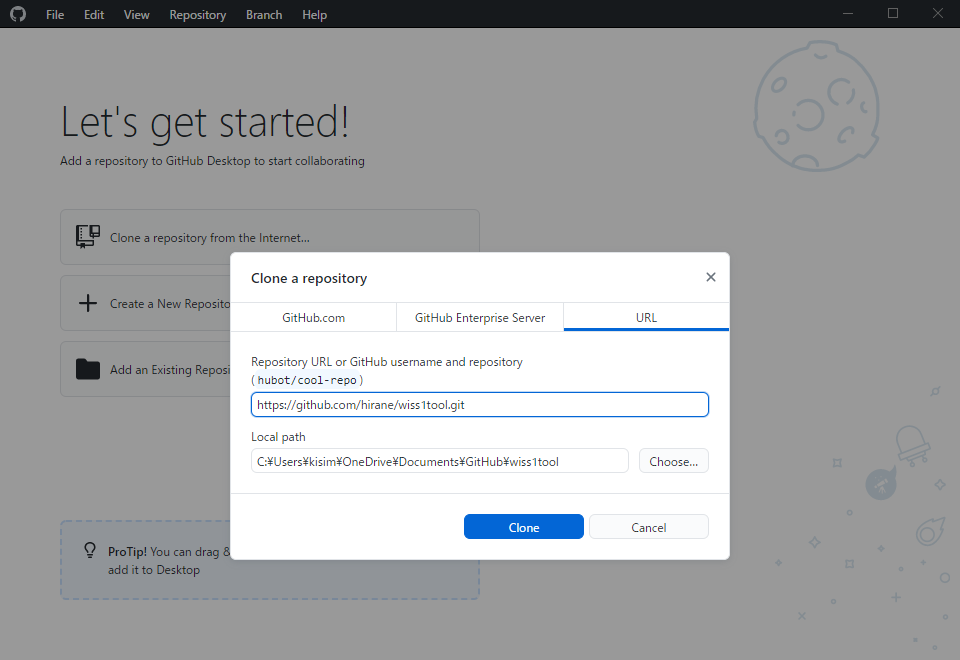 File Edit View Repository Branch Help
Let's get started!
Add a repository to GitHub Desktop to start collaborating
Clone a repository from the Internet...
Create a New Reposito
Add an Existing Reposi
ProTip! You can drag &
add it to Desktop
Clone a repository
GitHub.com GitHub Enterprise Server URL
Repository URL or GitHub username and repository
(hubot/cool-repo)
https://github.com/hirane/wiss1tool.git
Local path
C:¥Users¥kisim¥OneDrive¥Documents¥GitHub¥wiss1tool Choose...
Clone Cancel